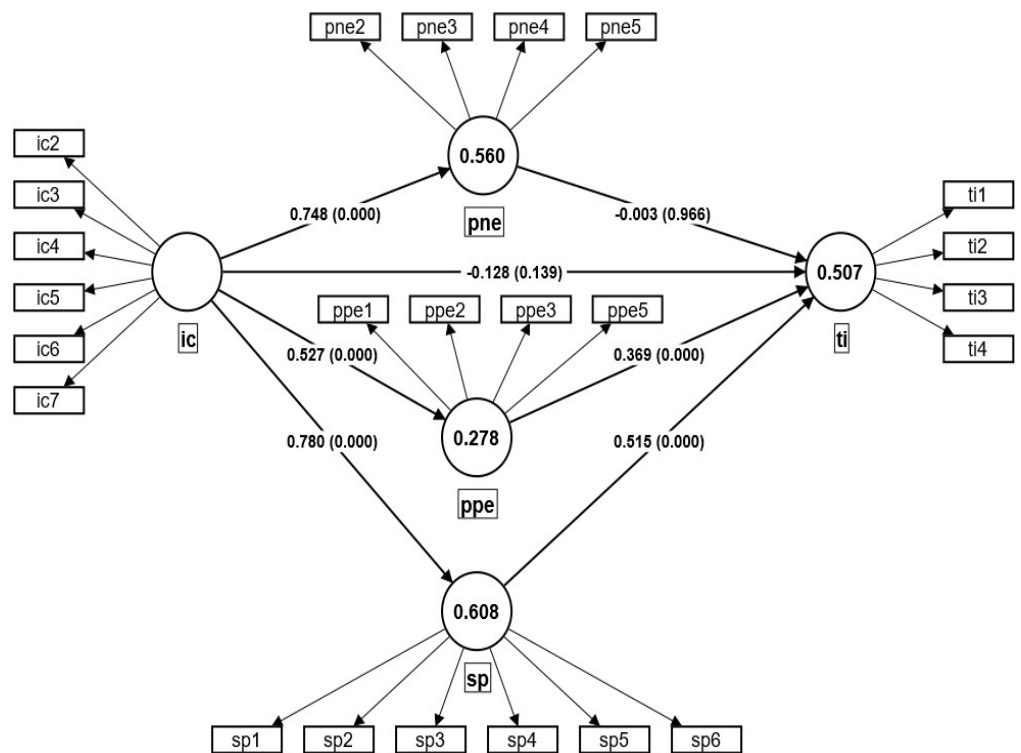 pne2 pne3 pne4 pne5
ic2
0.560
ic3
ti1
0.748 (0.000)
-0.003 (0.966)
pne
ic4
ti2
-0.128 (0.139)
0.507
ic5
ti3
ppe1 ppe2 ppe3 ppe5
ic
ti
ic6
0.527 (0.000)
0.369 (0.000)
ti4
ic7
0.278
0.780 (0.000)
0.515 (0.000)
ppe
0.608
sp
sp1 sp2 sp3 sp4 sp5 sp6